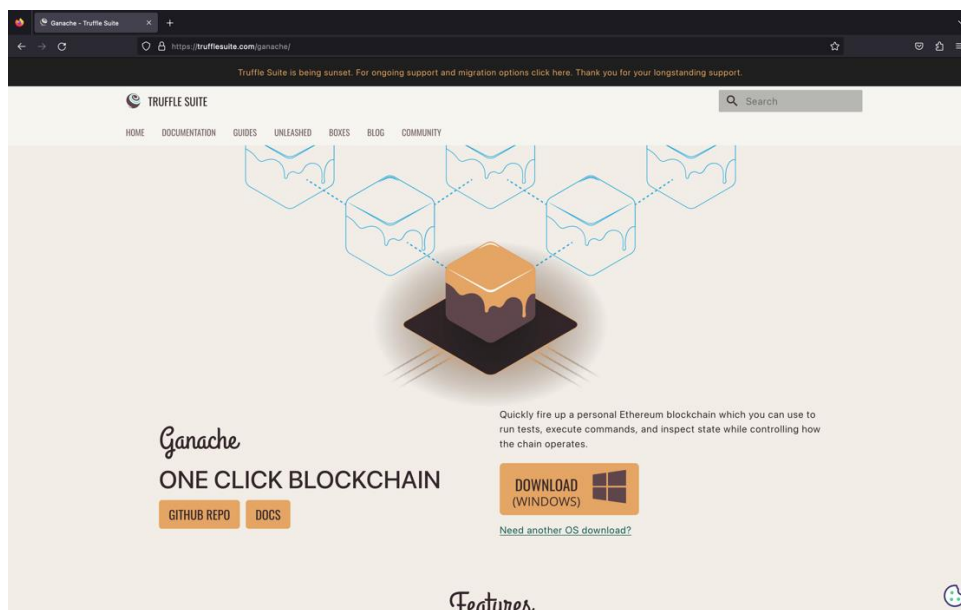 Ganache - Truffle Suite
https://trufflesuite.com/ganache/
Truffle Suite is being sunset. For ongoing support and migration options click here. Thank you for your longstanding support.
TRUFFLE SUITE
Search
HOME DOCUMENTATION GUIDES UNLEASHED BOXES BLOG COMMUNITY
Ganache
ONE CLICK BLOCKCHAIN
GITHUB REPO DOCS
Quickly fire up a personal Ethereum blockchain which you can use to
run tests, execute commands, and inspect state while controlling how
the chain operates.
DOWNLOAD
(WINDOWS)
Need another OS download?
Features